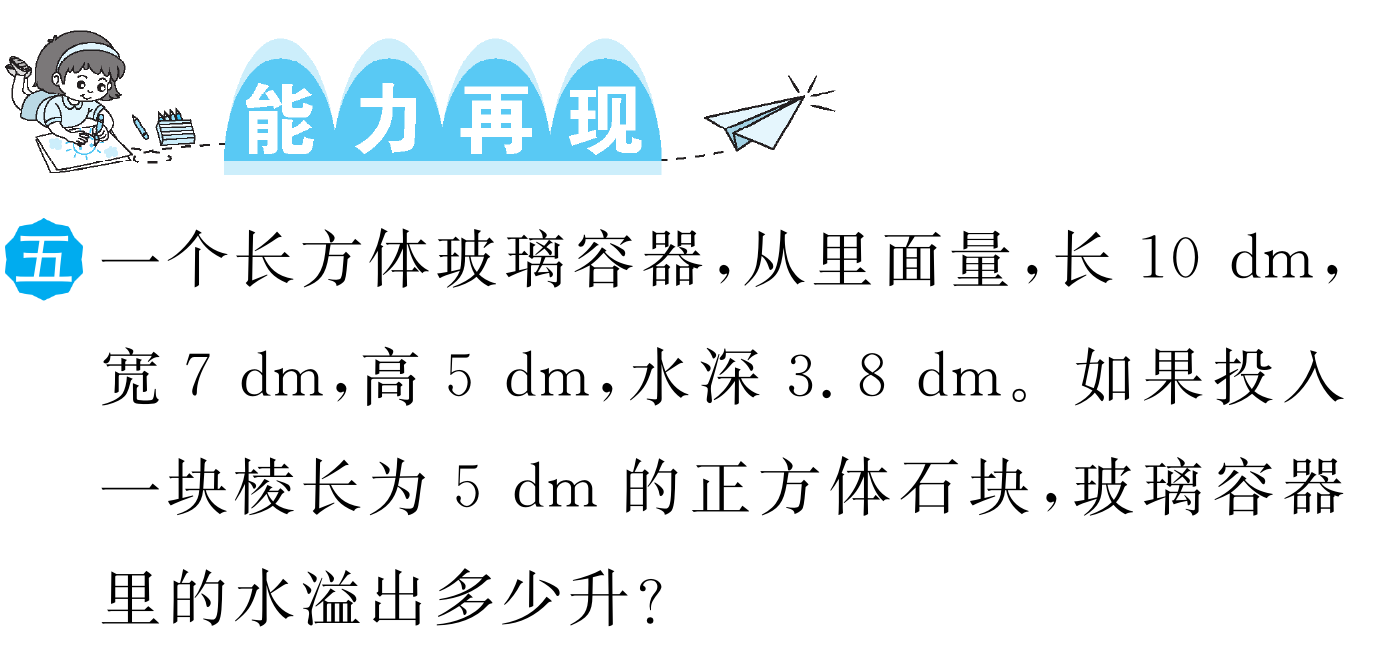 能力再现
五 一个长方体玻璃容器,从里面量,长 10 dm,
宽 7 dm,高 5 dm,水深 3.8 dm。如果投入
一块棱长为 5 dm 的正方体石块,玻璃容器
里的水溢出多少升?